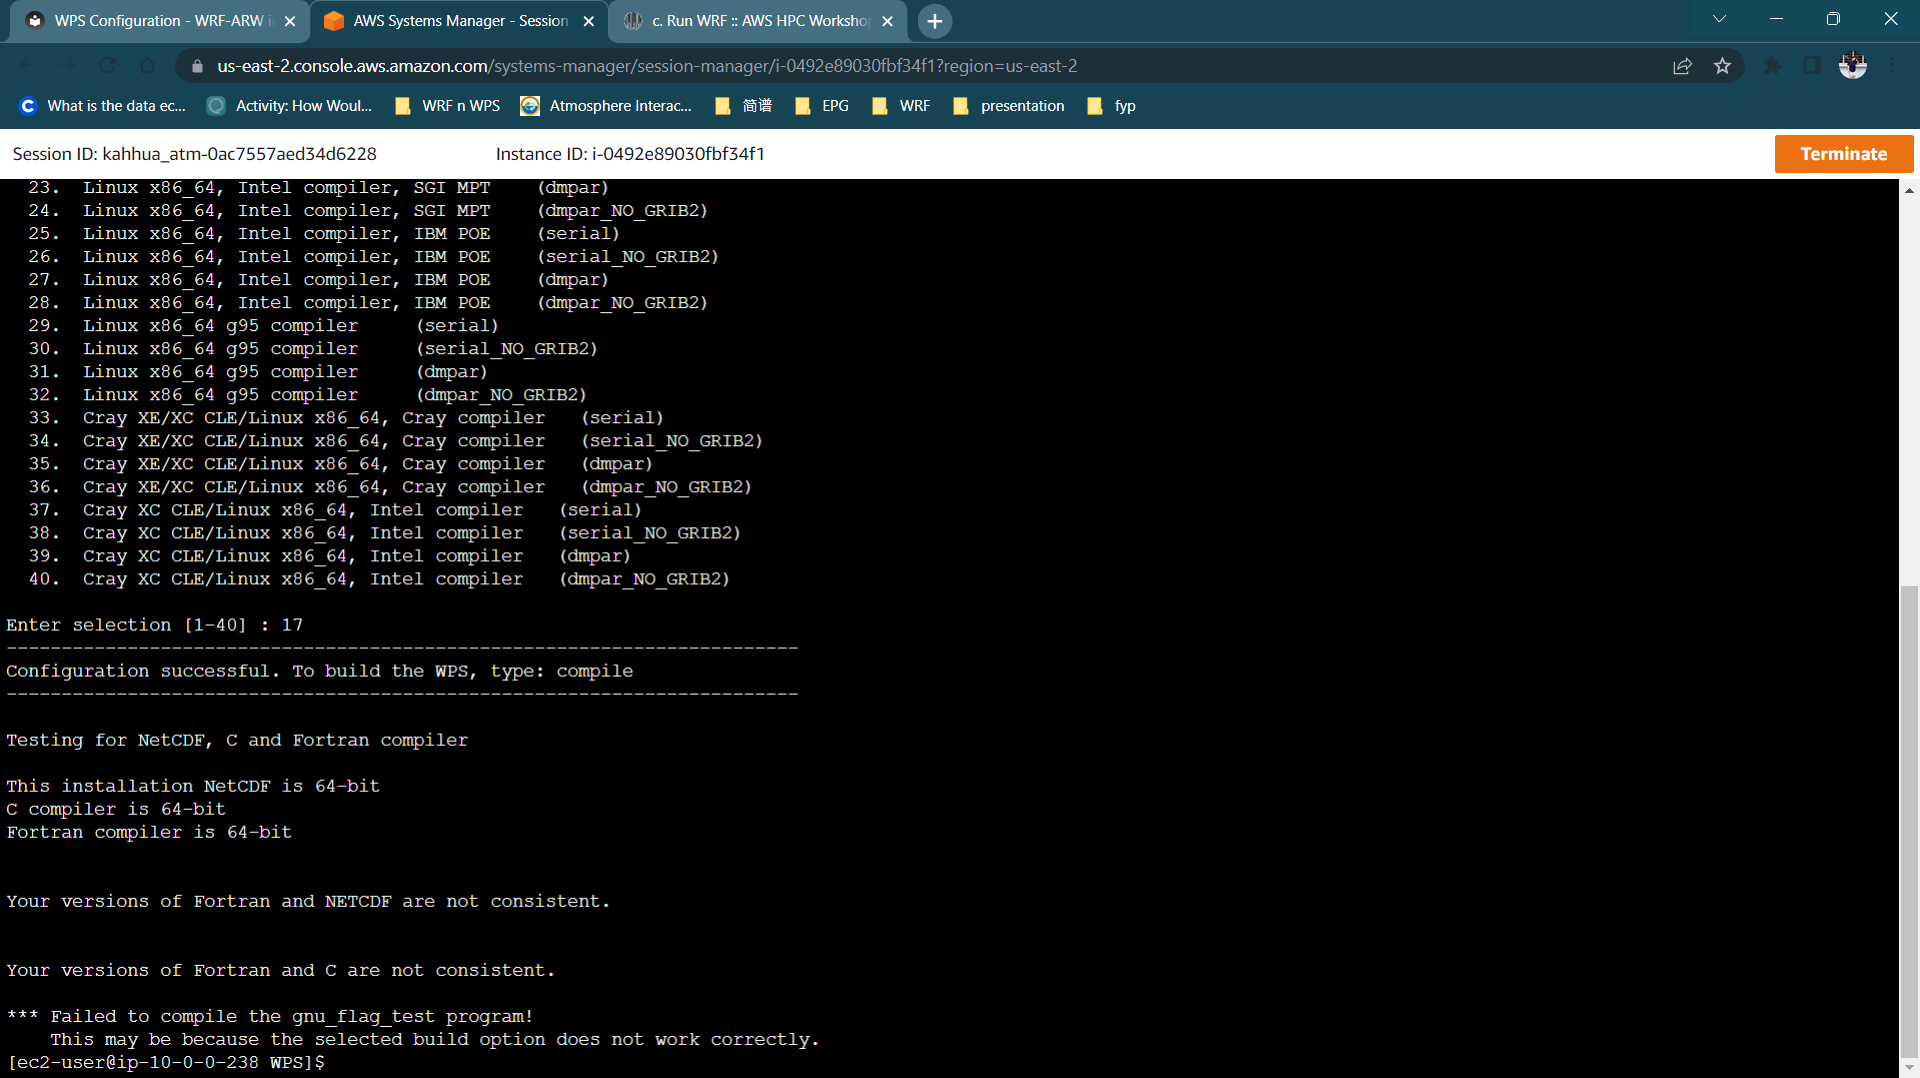 WPS Configuration - WRF-ARW i
AWS Systems Manager - Session
c. Run WRF :: AWS HPC Workshop
us-east-2.console.aws.amazon.com/systems-manager/session-manager/i-0492e89030fbf34f1?region=us-east-2
What is the data ec...
Activity: How Woul...
WRF n WPS
Atmosphere Interac...
简谱
EPG
WRF
presentation
fyp
Session ID: kahhua_atm-0ac7557aed34d6228
Instance ID: i-0492e89030fbf34f1
Terminate
23. Linux x86_64, Intel compiler, SGI MPT (dmpar)
24. Linux x86_64, Intel compiler, SGI MPT (dmpar_NO_GRIB2)
25. Linux x86_64, Intel compiler, IBM POE (serial)
26. Linux x86_64, Intel compiler, IBM POE (serial_NO_GRIB2)
27. Linux x86_64, Intel compiler, IBM POE (dmpar)
28. Linux x86_64, Intel compiler, IBM POE (dmpar_NO_GRIB2)
29. Linux x86_64 g95 compiler (serial)
30. Linux x86_64 g95 compiler (serial_NO_GRIB2)
31. Linux x86_64 g95 compiler (dmpar)
32. Linux x86_64 g95 compiler (dmpar_NO_GRIB2)
33. Cray XE/XC CLE/Linux x86_64, Cray compiler (serial)
34. Cray XE/XC CLE/Linux x86_64, Cray compiler (serial_NO_GRIB2)
35. Cray XE/XC CLE/Linux x86_64, Cray compiler (dmpar)
36. Cray XE/XC CLE/Linux x86_64, Cray compiler (dmpar_NO_GRIB2)
37. Cray XC CLE/Linux x86_64, Intel compiler (serial)
38. Cray XC CLE/Linux x86_64, Intel compiler (serial_NO_GRIB2)
39. Cray XC CLE/Linux x86_64, Intel compiler (dmpar)
40. Cray XC CLE/Linux x86_64, Intel compiler (dmpar_NO_GRIB2)
Enter selection [1-40] : 17
------------------------------------------------------------------------
Configuration successful. To build the WPS, type: compile
------------------------------------------------------------------------
Testing for NetCDF, C and Fortran compiler
This installation NetCDF is 64-bit
C compiler is 64-bit
Fortran compiler is 64-bit
Your versions of Fortran and NETCDF are not consistent.
Your versions of Fortran and C are not consistent.
*** Failed to compile the gnu_flag_test program!
This may be because the selected build option does not work correctly.
[ec2-user@ip-10-0-0-238 WPS]$